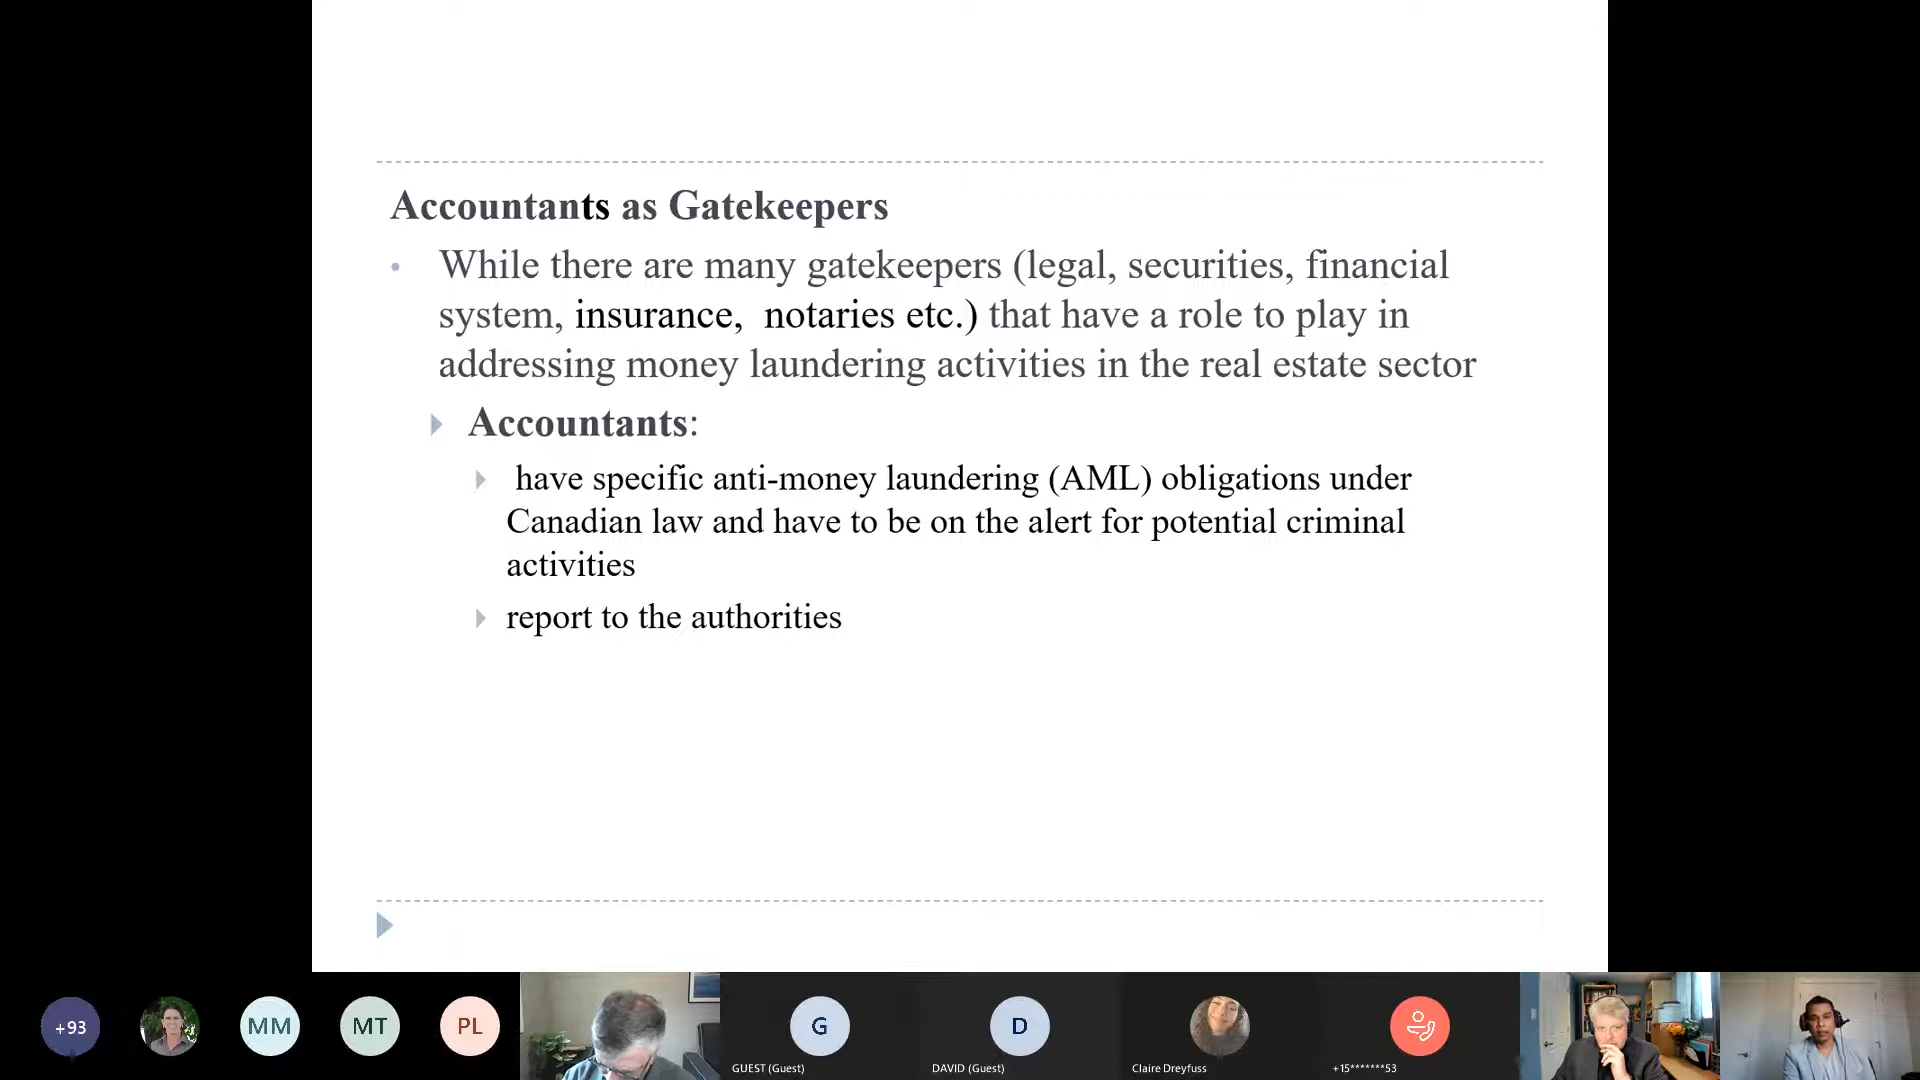 Accountants as Gatekeepers
• While there are many gatekeepers (legal, securities, financial
system, insurance, notaries etc.) that have a role to play in
addressing money laundering activities in the real estate sector
Accountants:
have specific anti-money laundering (AML) obligations under
Canadian law and have to be on the alert for potential criminal
activities
report to the authorities
+93
MM
MT
PL
G
D
GUEST (Guest)
DAVID (Guest)
Claire Dreyfuss
+15*******53